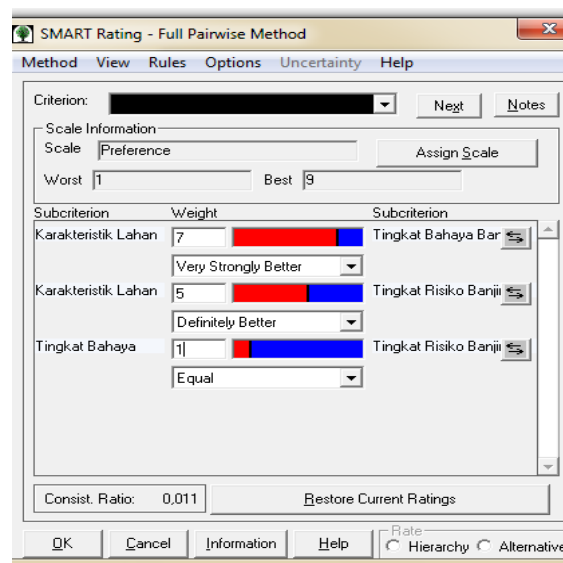 SMART Rating - Full Pairwise Method
Method View Rules Options Uncertainty Help
Criterion: Next Notes
Scale Information
Scale Preference Assign Scale
Worst 1 Best 9
Subcriterion Weight Subcriterion
Karakteristik Lahan 7 Tingkat Bahaya Ban
Very Strongly Better
Karakteristik Lahan 5 Tingkat Risiko Banji
Definitely Better
Tingkat Bahaya 1 Tingkat Risiko Banji
Equal
Consist. Ratio: 0,011 Restore Current Ratings
Rate
OK Cancel Information Help Hierarchy Alternative